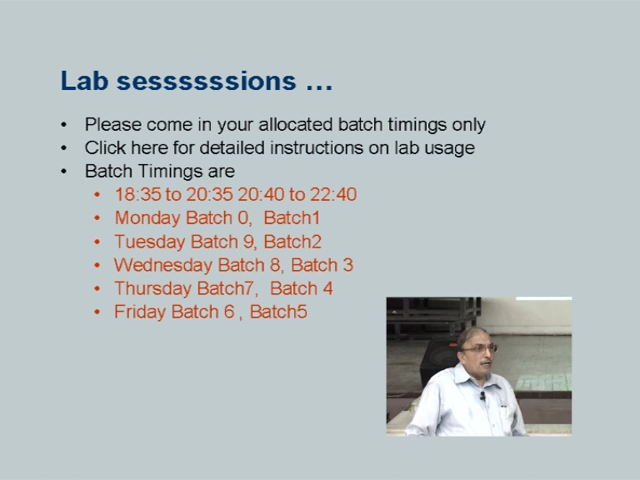 Lab sessssssions ...
• Please come in your allocated batch timings only
• Click here for detailed instructions on lab usage
• Batch Timings are
• 18:35 to 20:35 20:40 to 22:40
• Monday Batch 0, Batch1
• Tuesday Batch 9, Batch2
• Wednesday Batch 8, Batch 3
• Thursday Batch7, Batch 4
• Friday Batch 6 , Batch5